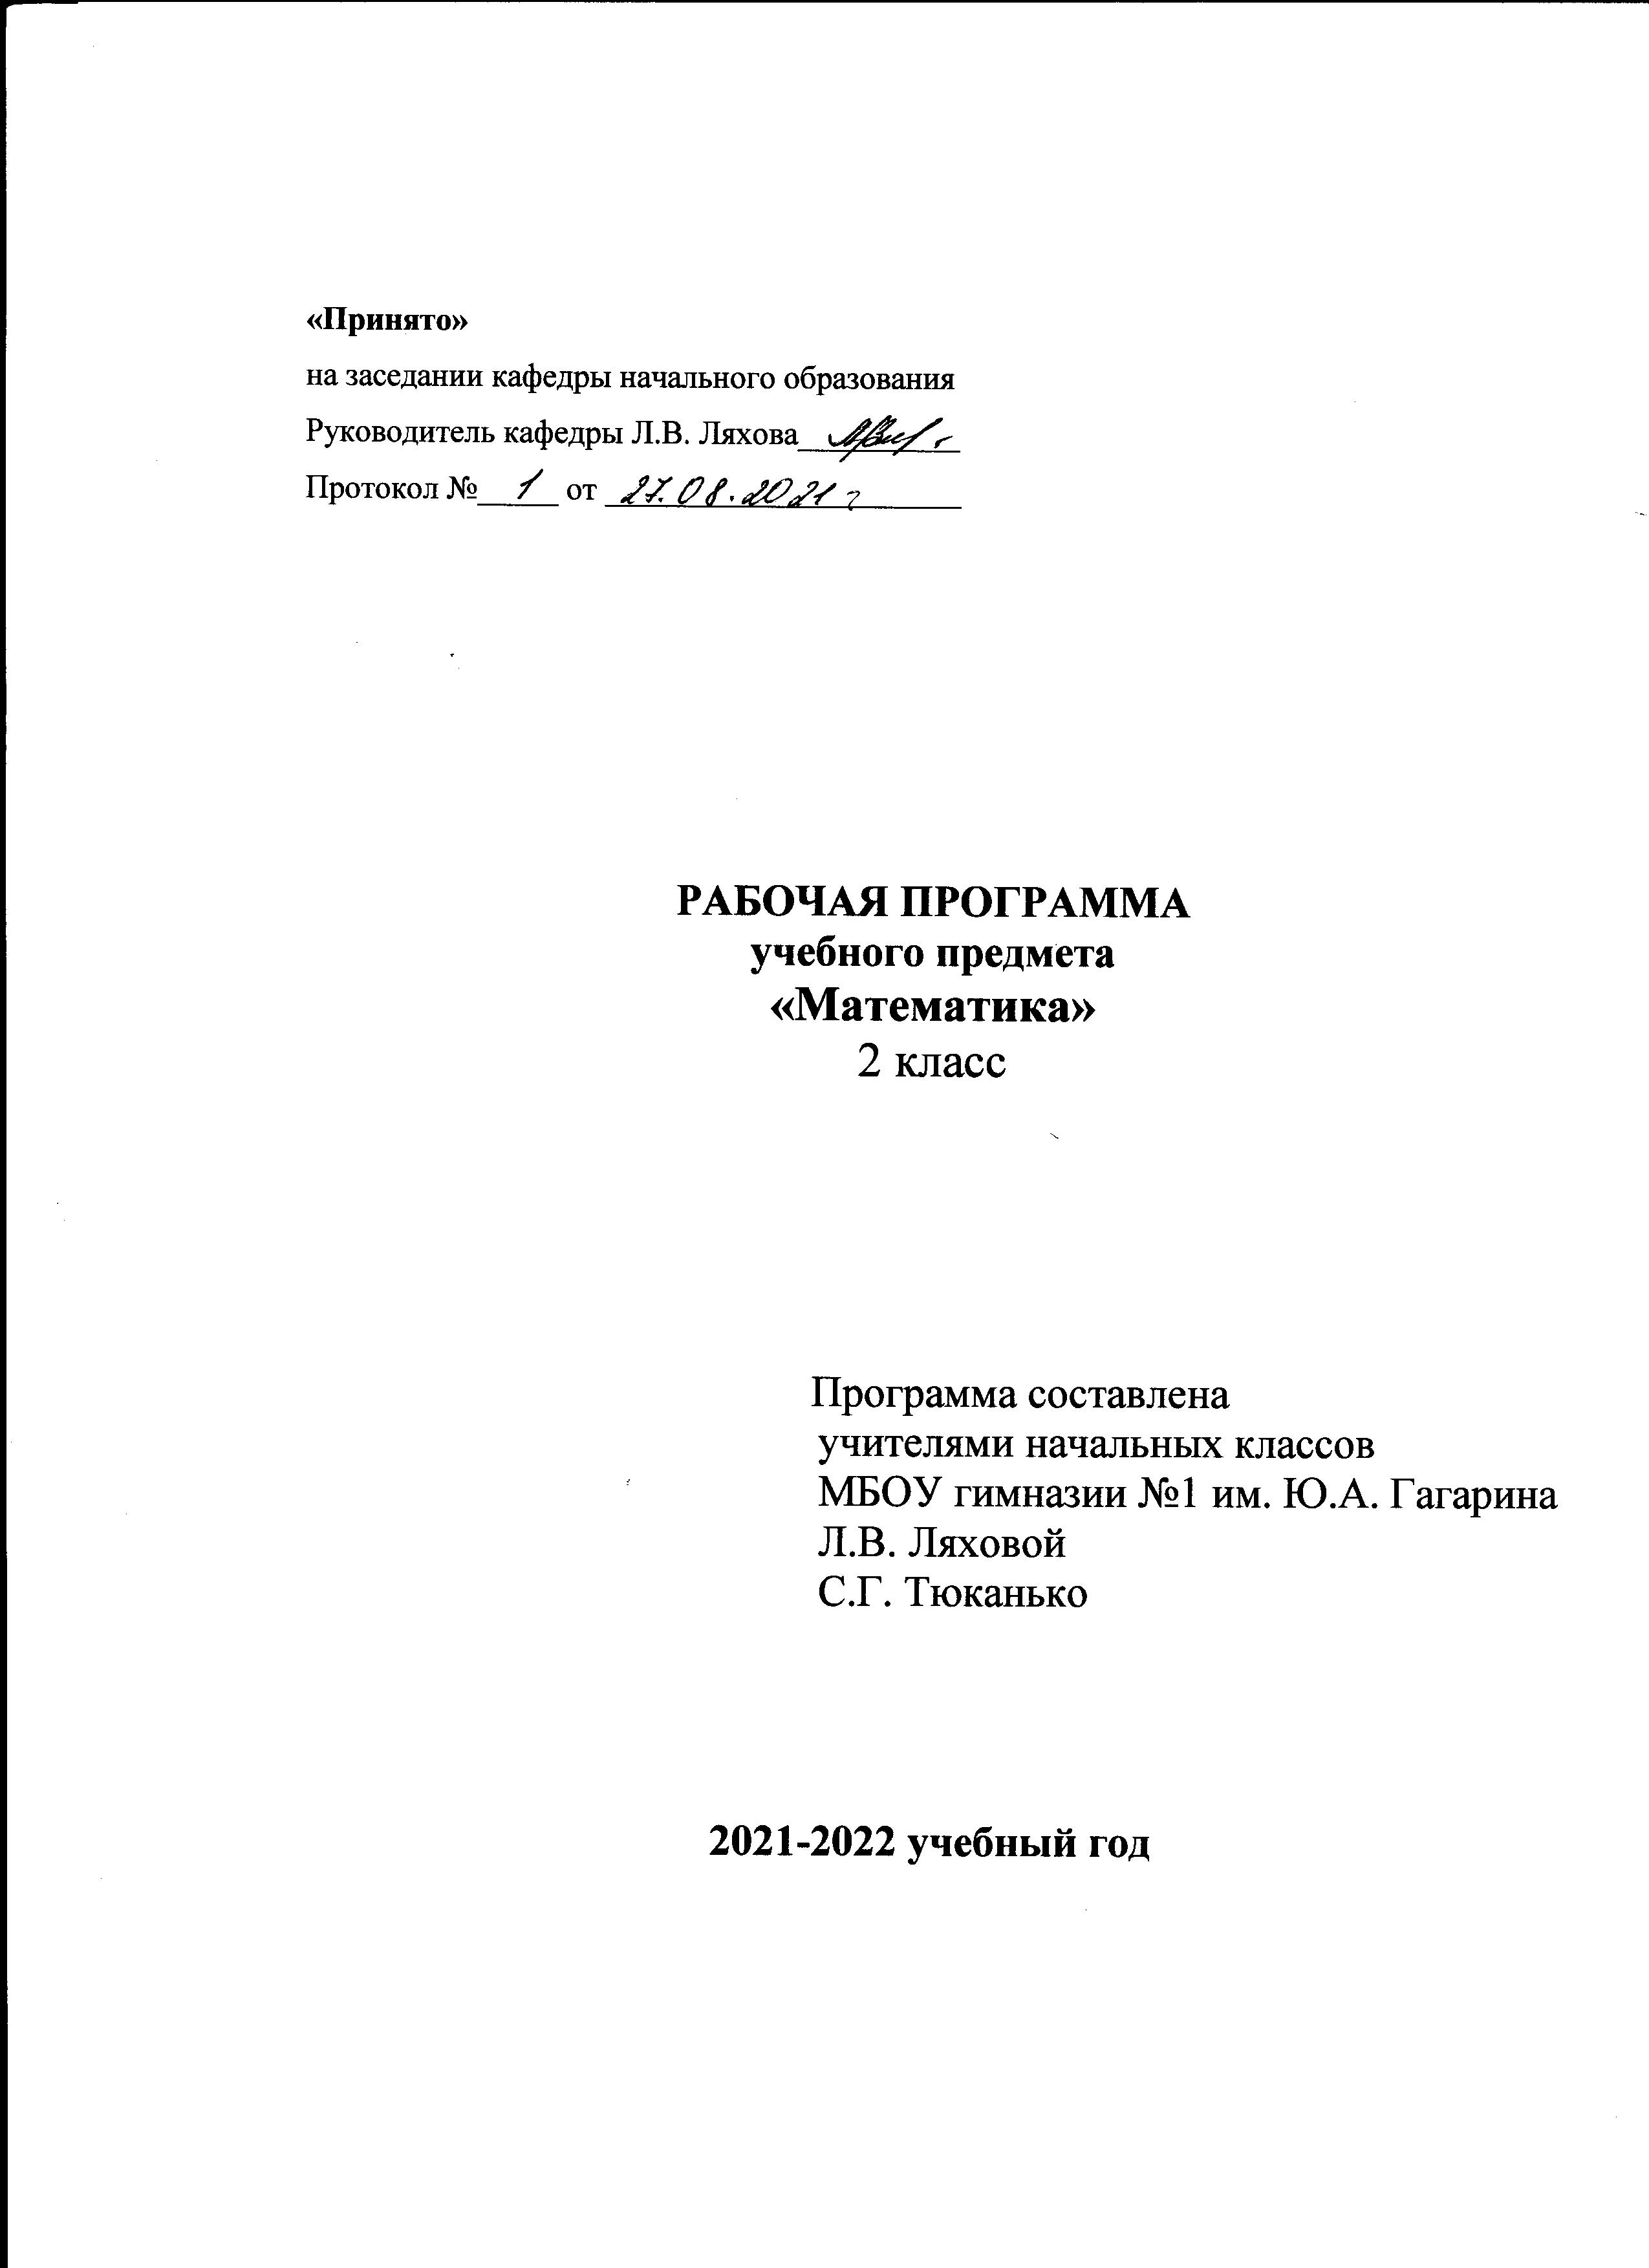 «Принято»
на заседании кафедры начального образования
Руководитель кафедры Л.В. Ляхова
Протокол № 1 от 27.08.2021 г
РАБОЧАЯ ПРОГРАММА
учебного предмета
«Математика»
2 класс
Программа составлена
учителями начальных классов
МБОУ гимназии №1 им. Ю.А. Гагарина
Л.В. Ляховой
С.Г. Тюканько
2021-2022 учебный год